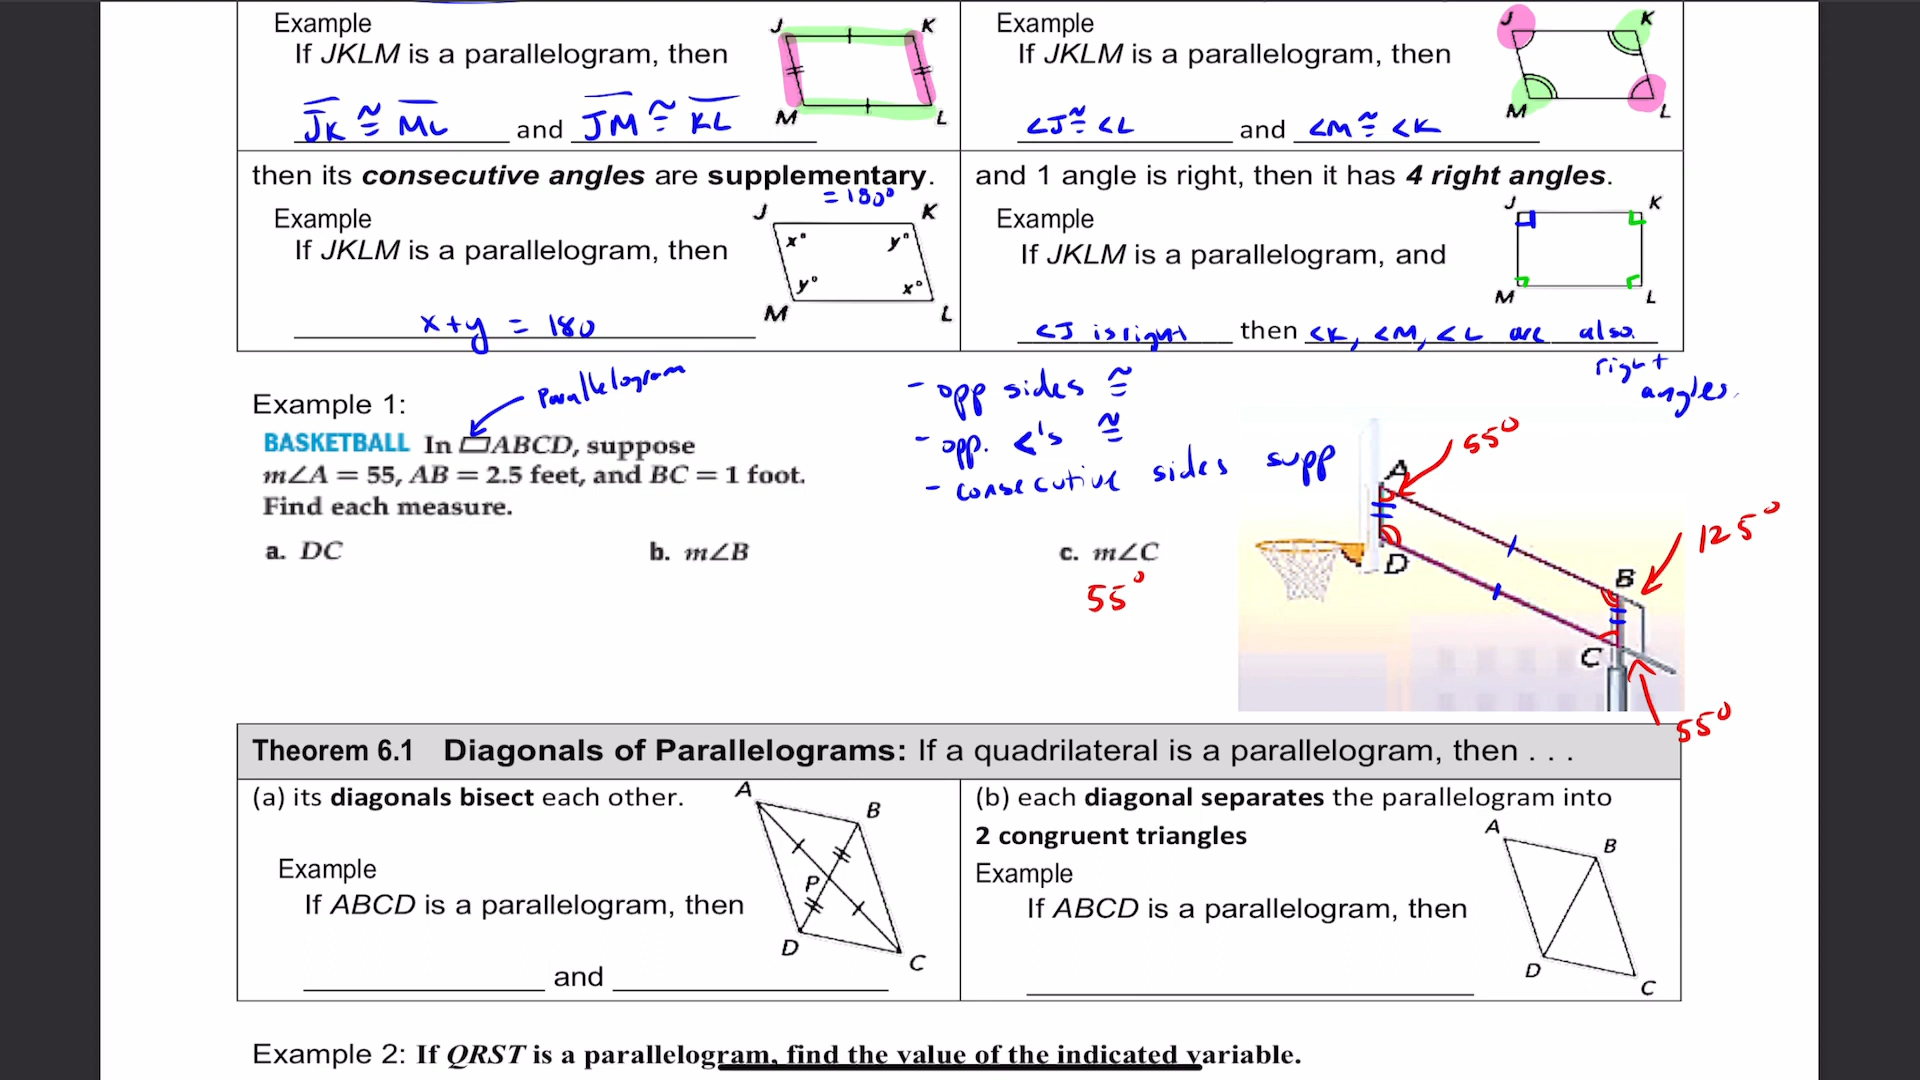 Example
If JKLM is a parallelogram, then
JK ≅ ML and JM ≅ KL
J K
M L
Example
If JKLM is a parallelogram, then
∠J ≅ ∠L and ∠M ≅ ∠K
J K
M L
then its consecutive angles are supplementary.
= 180°
Example
If JKLM is a parallelogram, then
x + y = 180
J K
x° y°
y° x°
M L
and 1 angle is right, then it has 4 right angles.
Example
If JKLM is a parallelogram, and
∠J is right then ∠K, ∠M, ∠L are also
right
angles.
J K
M L
Example 1:
Parallelogram
BASKETBALL In ▱ABCD, suppose
m∠A = 55, AB = 2.5 feet, and BC = 1 foot.
Find each measure.
- opp sides ≅
- opp. ∠'s ≅
- consecutive sides supp
a. DC b. m∠B c. m∠C
55°
A 55°
D
B 125°
C
55°
Theorem 6.1 Diagonals of Parallelograms: If a quadrilateral is a parallelogram, then . . .
(a) its diagonals bisect each other.
Example
If ABCD is a parallelogram, then
and
A
B
P
D
C
(b) each diagonal separates the parallelogram into
2 congruent triangles
Example
If ABCD is a parallelogram, then
A
B
D
C
Example 2: If QRST is a parallelogram, find the value of the indicated variable.